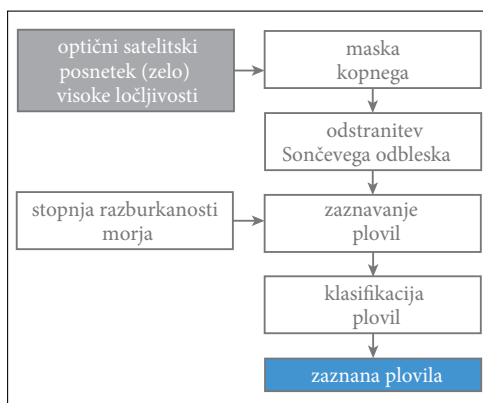 optični satelitski
posnetek (zelo)
visoke ločljivosti
maska
kopnega
odstranitev
Sončevega odbleska
stopnja razburkanosti
morja
zaznavanje
plovil
klasifikacija
plovil
zaznana plovila